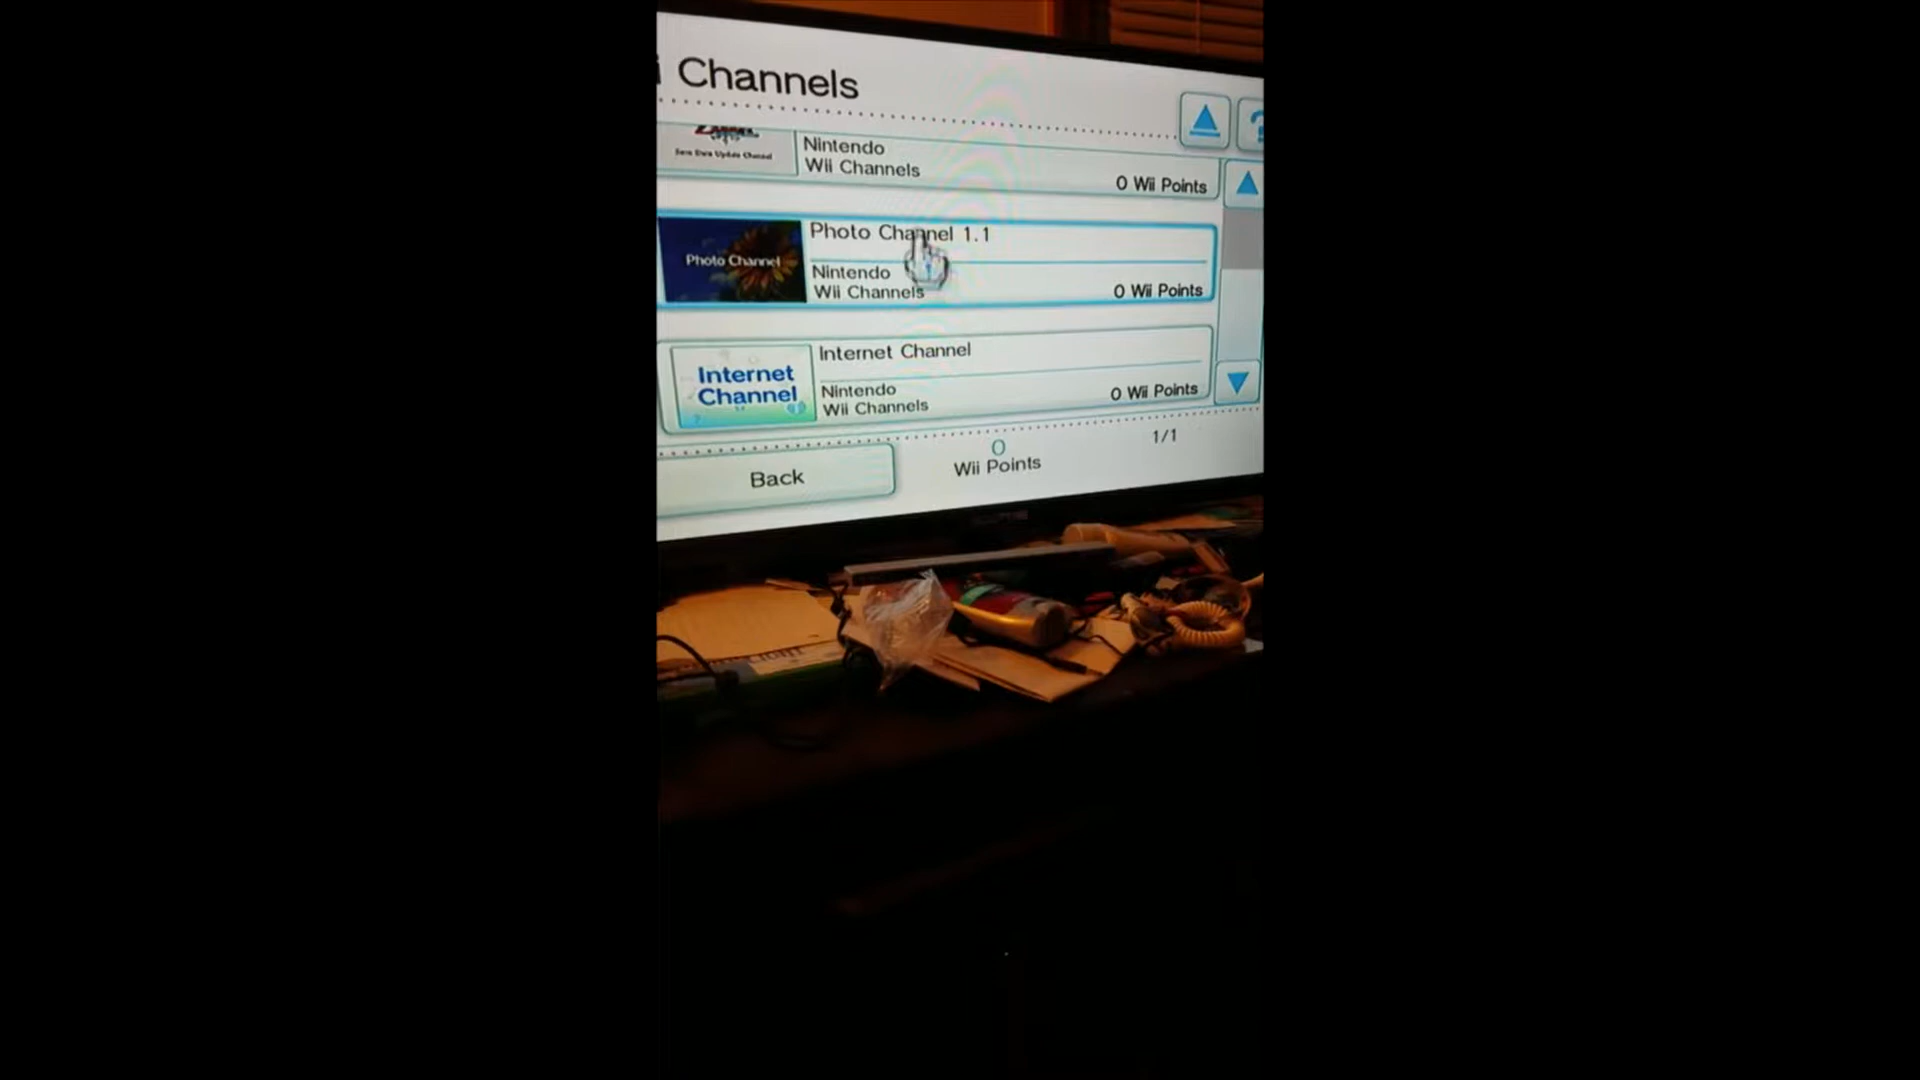 i Channels
Nintendo
Wii Channels
0 Wii Points
Photo Channel 1.1
Photo Channel
Nintendo
Wii Channels
0 Wii Points
Internet Channel
Internet
Channel
Nintendo
Wii Channels
0 Wii Points
Back
0
Wii Points
1/1